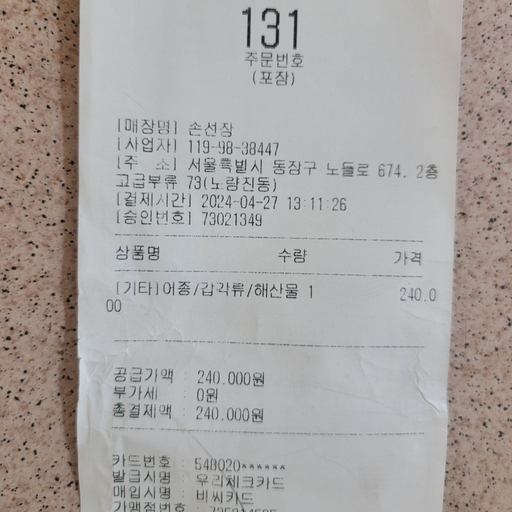 131
주문번호
(포장)
[매장명] 손선장
[사업자] 119-98-38447
[주 소] 서울특별시 동장구 노들로 674, 2층
고급부류 73(노량진동)
[결제시간] 2024-04-27 13:11:26
[승인번호] 73021349
상품명 수량 가격
[기타]어종/갑각류/해산물 1 240.0
00
공급가액 : 240.000원
부가세 : 0원
총결제액 : 240.000원
카드번호 : 548020******
발급사명 : 우리체크카드
매입사명 : 비씨카드
가맹점번호 :